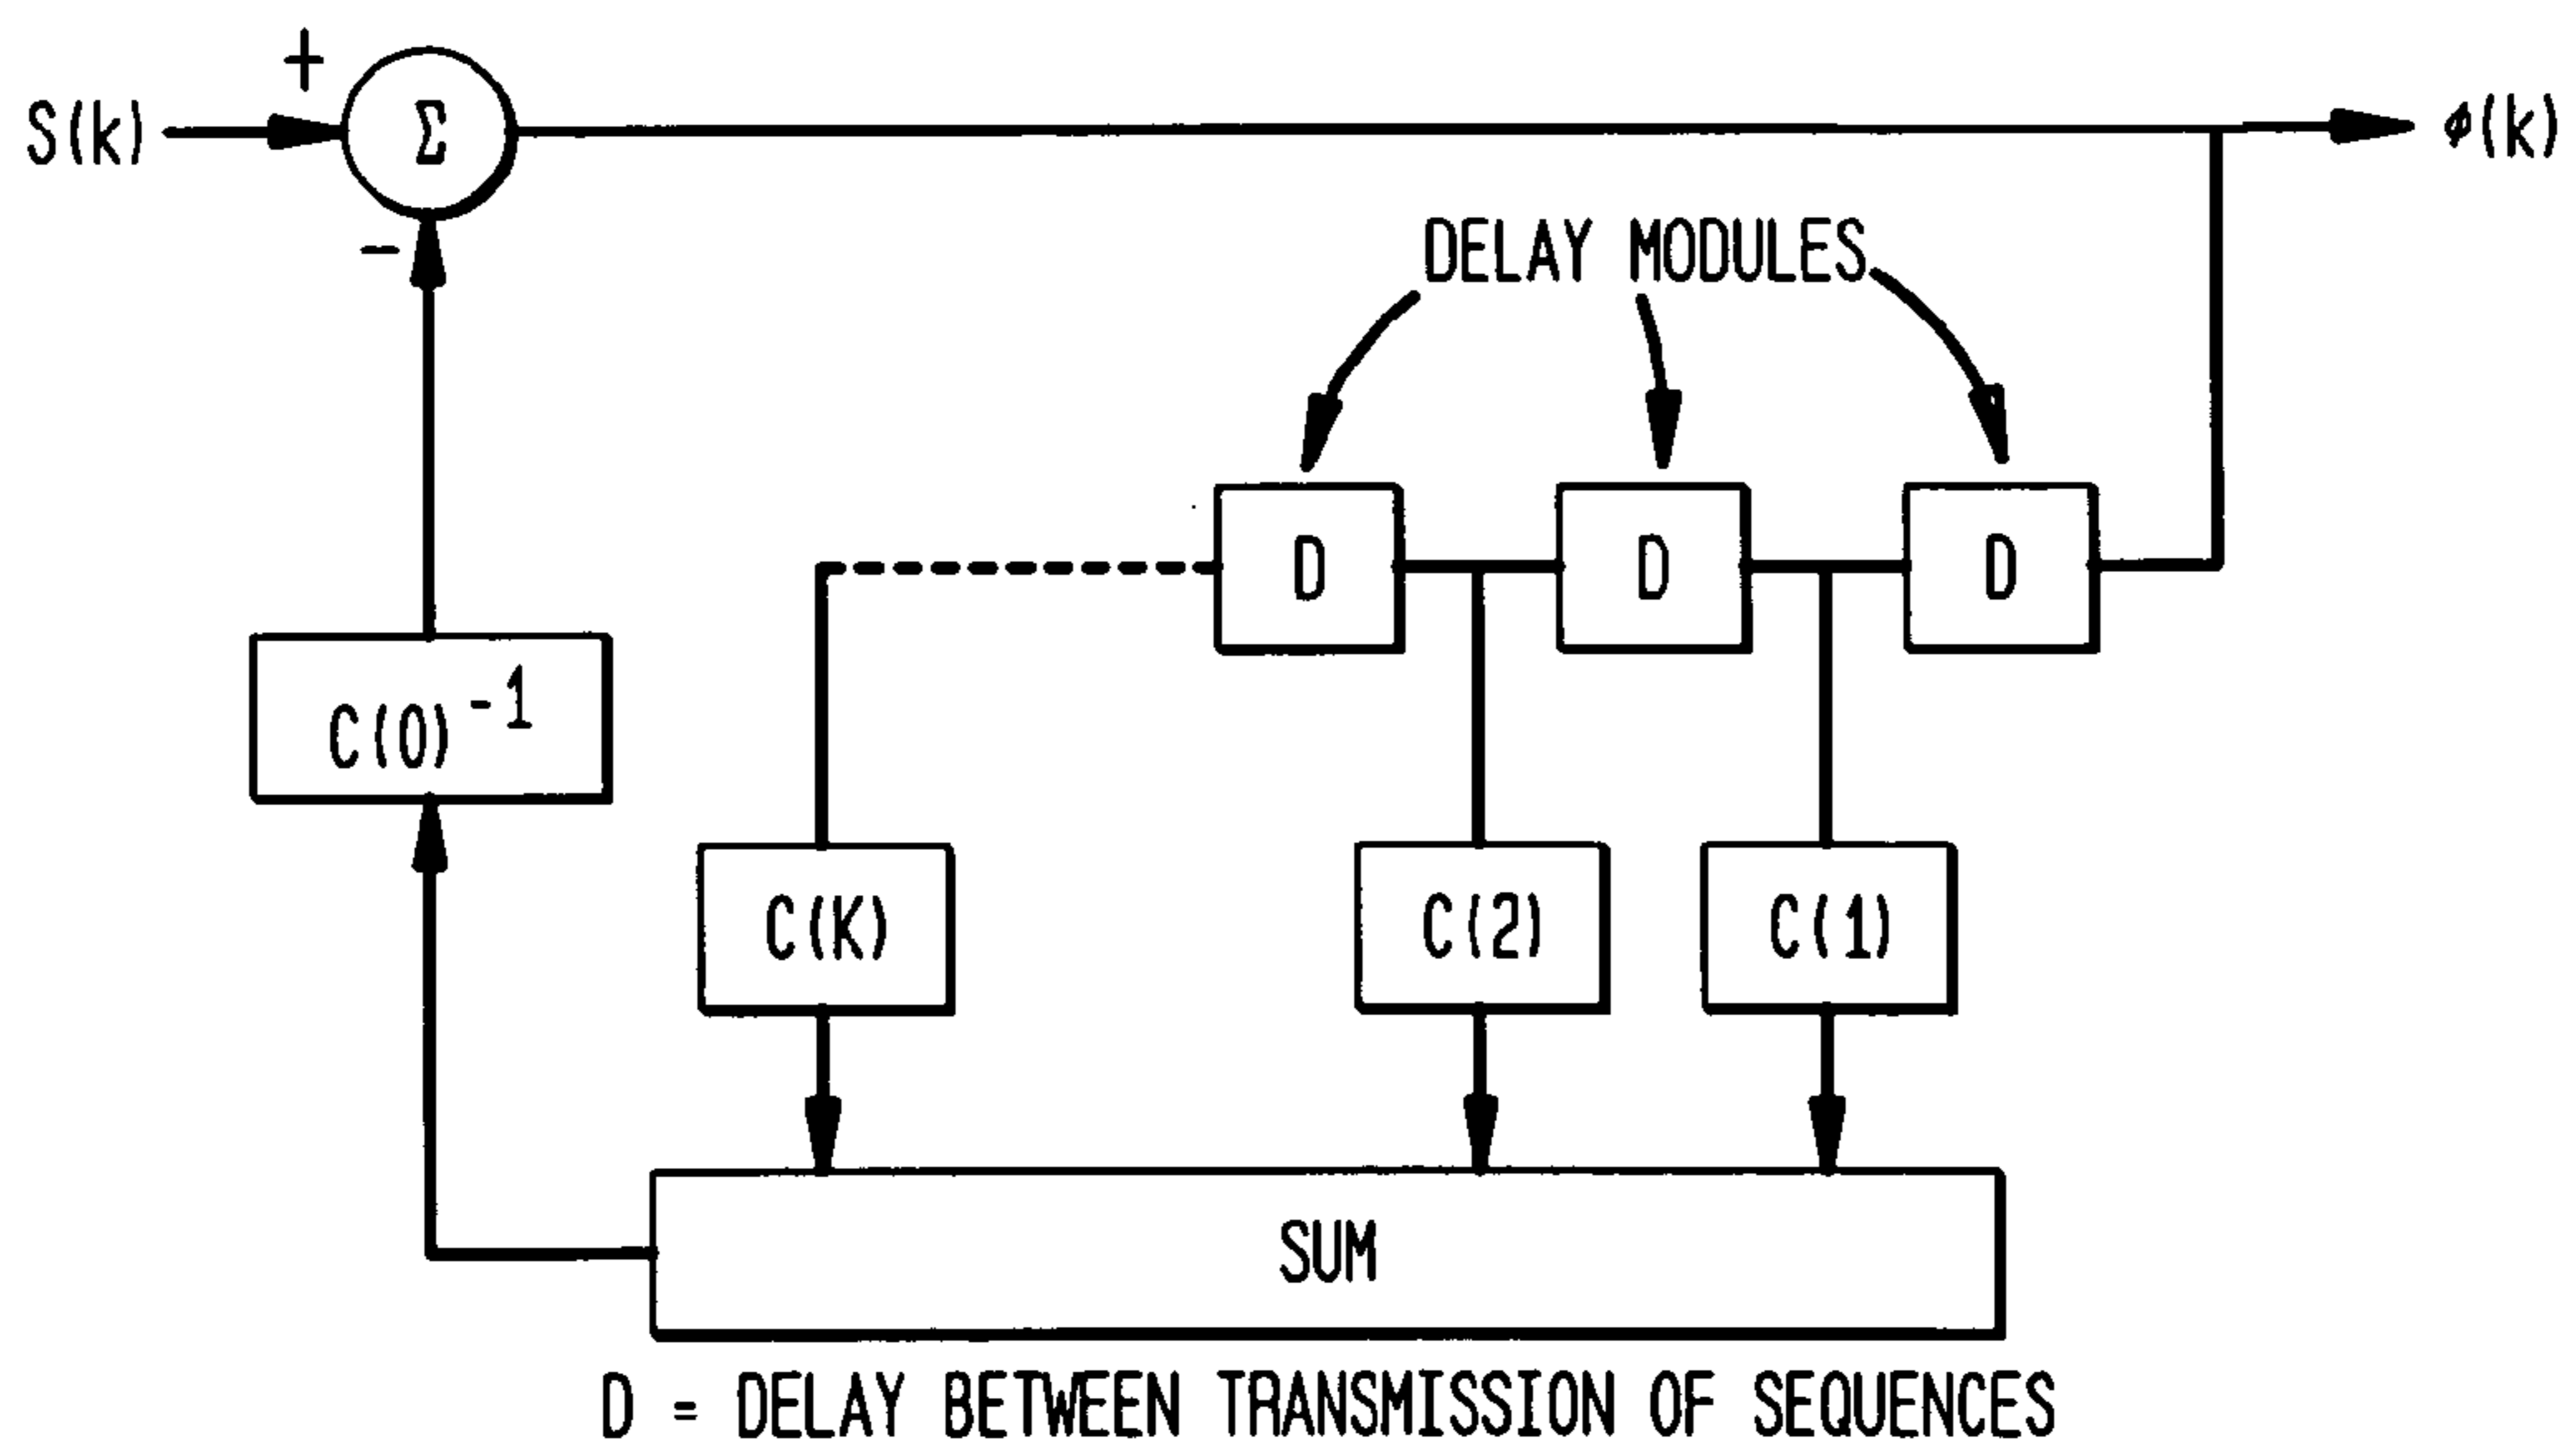 +
S(k)
Σ
φ(k)
-
DELAY MODULES
D
D
D
C(0)⁻¹
C(K)
C(2)
C(1)
SUM
D = DELAY BETWEEN TRANSMISSION OF SEQUENCES